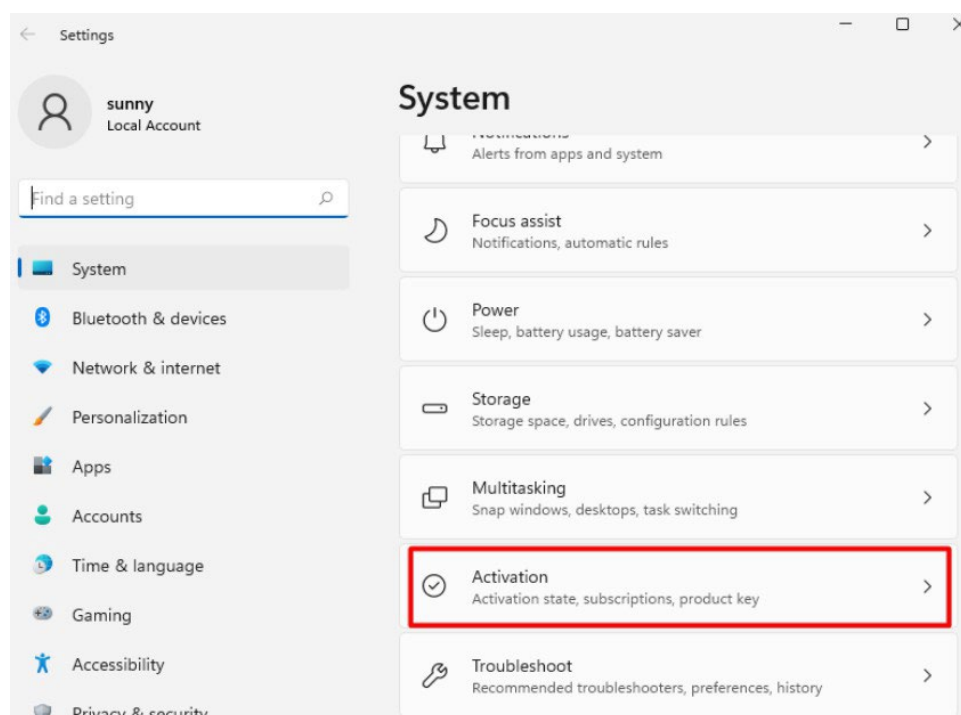 Settings
sunny
Local Account
Find a setting
System
Bluetooth & devices
Network & internet
Personalization
Apps
Accounts
Time & language
Gaming
Accessibility
Privacy & security
System
Notifications
Alerts from apps and system
Focus assist
Notifications, automatic rules
Power
Sleep, battery usage, battery saver
Storage
Storage space, drives, configuration rules
Multitasking
Snap windows, desktops, task switching
Activation
Activation state, subscriptions, product key
Troubleshoot
Recommended troubleshooters, preferences, history